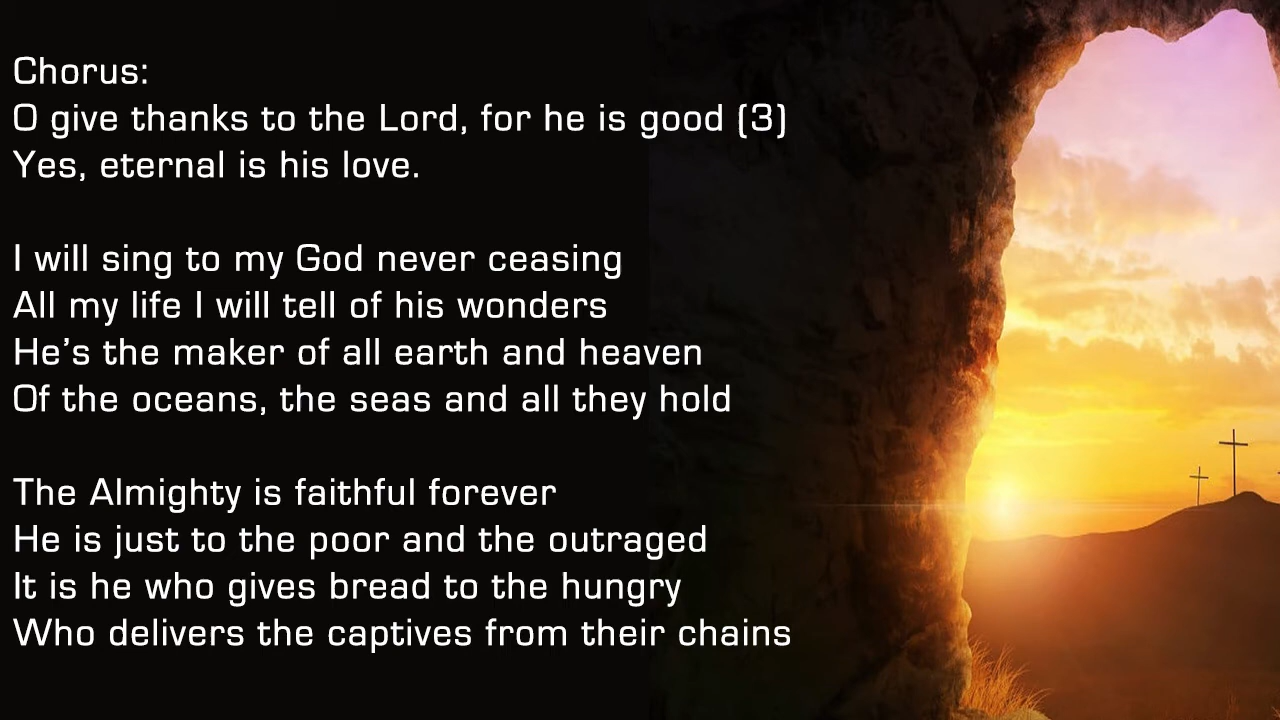 Chorus:
O give thanks to the Lord, for he is good (3)
Yes, eternal is his love.

I will sing to my God never ceasing
All my life I will tell of his wonders
He’s the maker of all earth and heaven
Of the oceans, the seas and all they hold

The Almighty is faithful forever
He is just to the poor and the outraged
It is he who gives bread to the hungry
Who delivers the captives from their chains